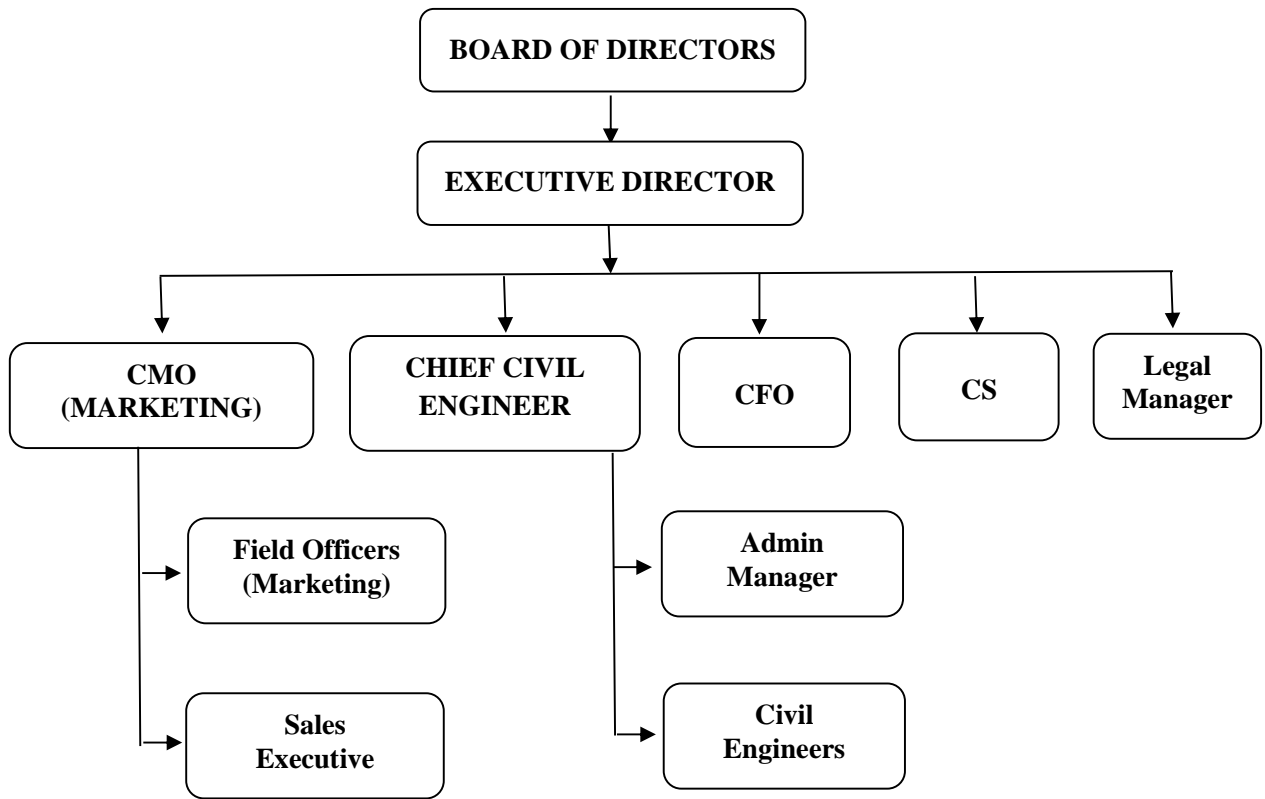 BOARD OF DIRECTORS
EXECUTIVE DIRECTOR
CMO
(MARKETING)
CHIEF CIVIL
ENGINEER
CFO
CS
Legal
Manager
Field Officers
(Marketing)
Admin
Manager
Sales
Executive
Civil
Engineers